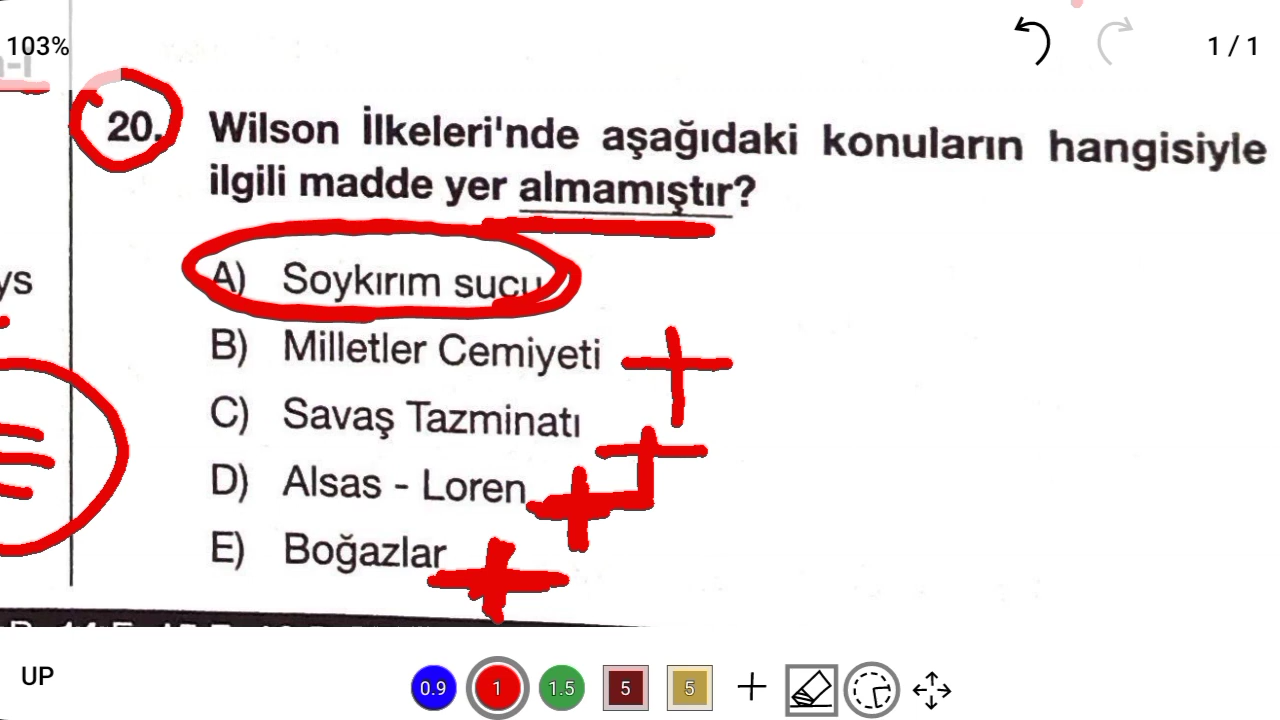 103%
1 / 1
20. Wilson İlkeleri'nde aşağıdaki konuların hangisiyle
ilgili madde yer almamıştır?
A) Soykırım suçu
B) Milletler Cemiyeti
C) Savaş Tazminatı
D) Alsas - Loren
E) Boğazlar
ys
UP
0.9
1
1.5
5
5